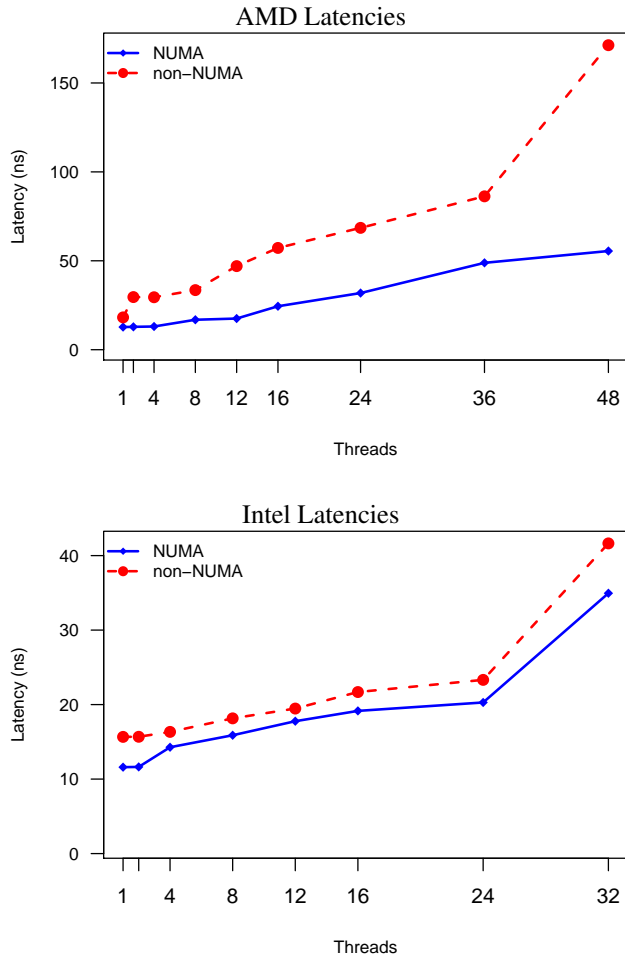 AMD Latencies
NUMA
non−NUMA
Latency (ns)
150
100
50
0
1 4 8 12 16 24 36 48
Threads
Intel Latencies
NUMA
non−NUMA
Latency (ns)
40
30
20
10
0
1 4 8 12 16 24 32
Threads